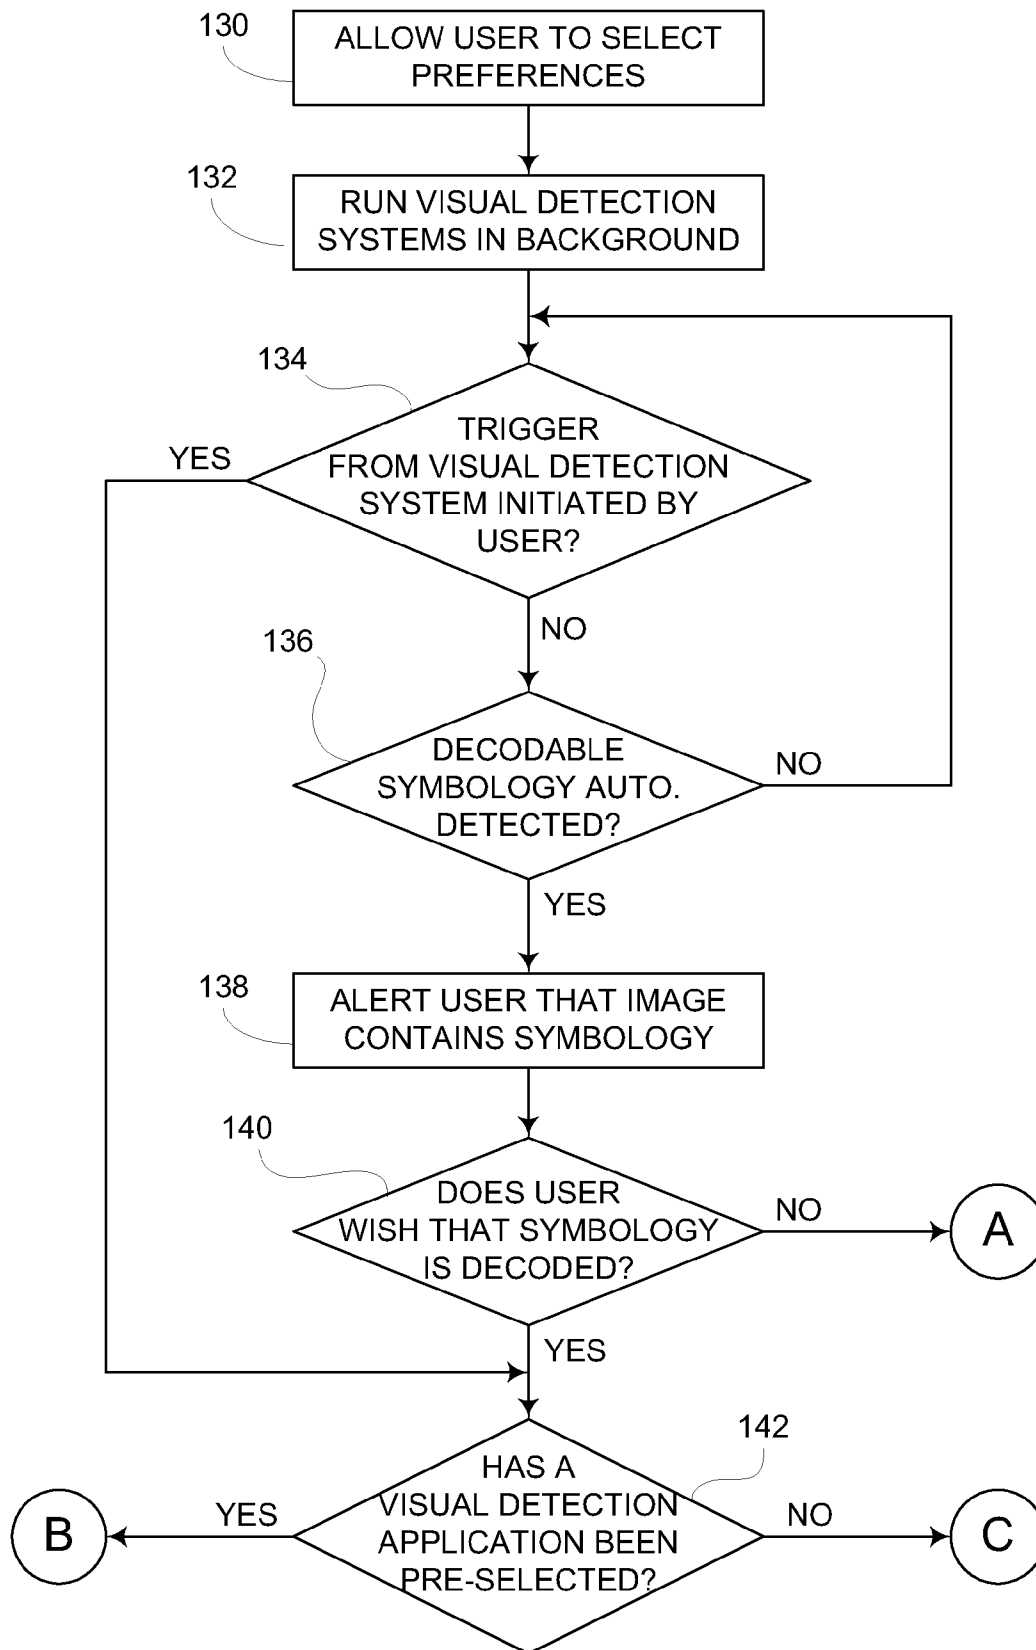 130
ALLOW USER TO SELECT
PREFERENCES
132
RUN VISUAL DETECTION
SYSTEMS IN BACKGROUND
134
TRIGGER
FROM VISUAL DETECTION
SYSTEM INITIATED BY
USER?
YES
NO
136
DECODABLE
SYMBOLOGY AUTO.
DETECTED?
NO
YES
138
ALERT USER THAT IMAGE
CONTAINS SYMBOLOGY
140
DOES USER
WISH THAT SYMBOLOGY
IS DECODED?
NO
A
YES
142
HAS A
VISUAL DETECTION
APPLICATION BEEN
PRE-SELECTED?
YES
B
NO
C